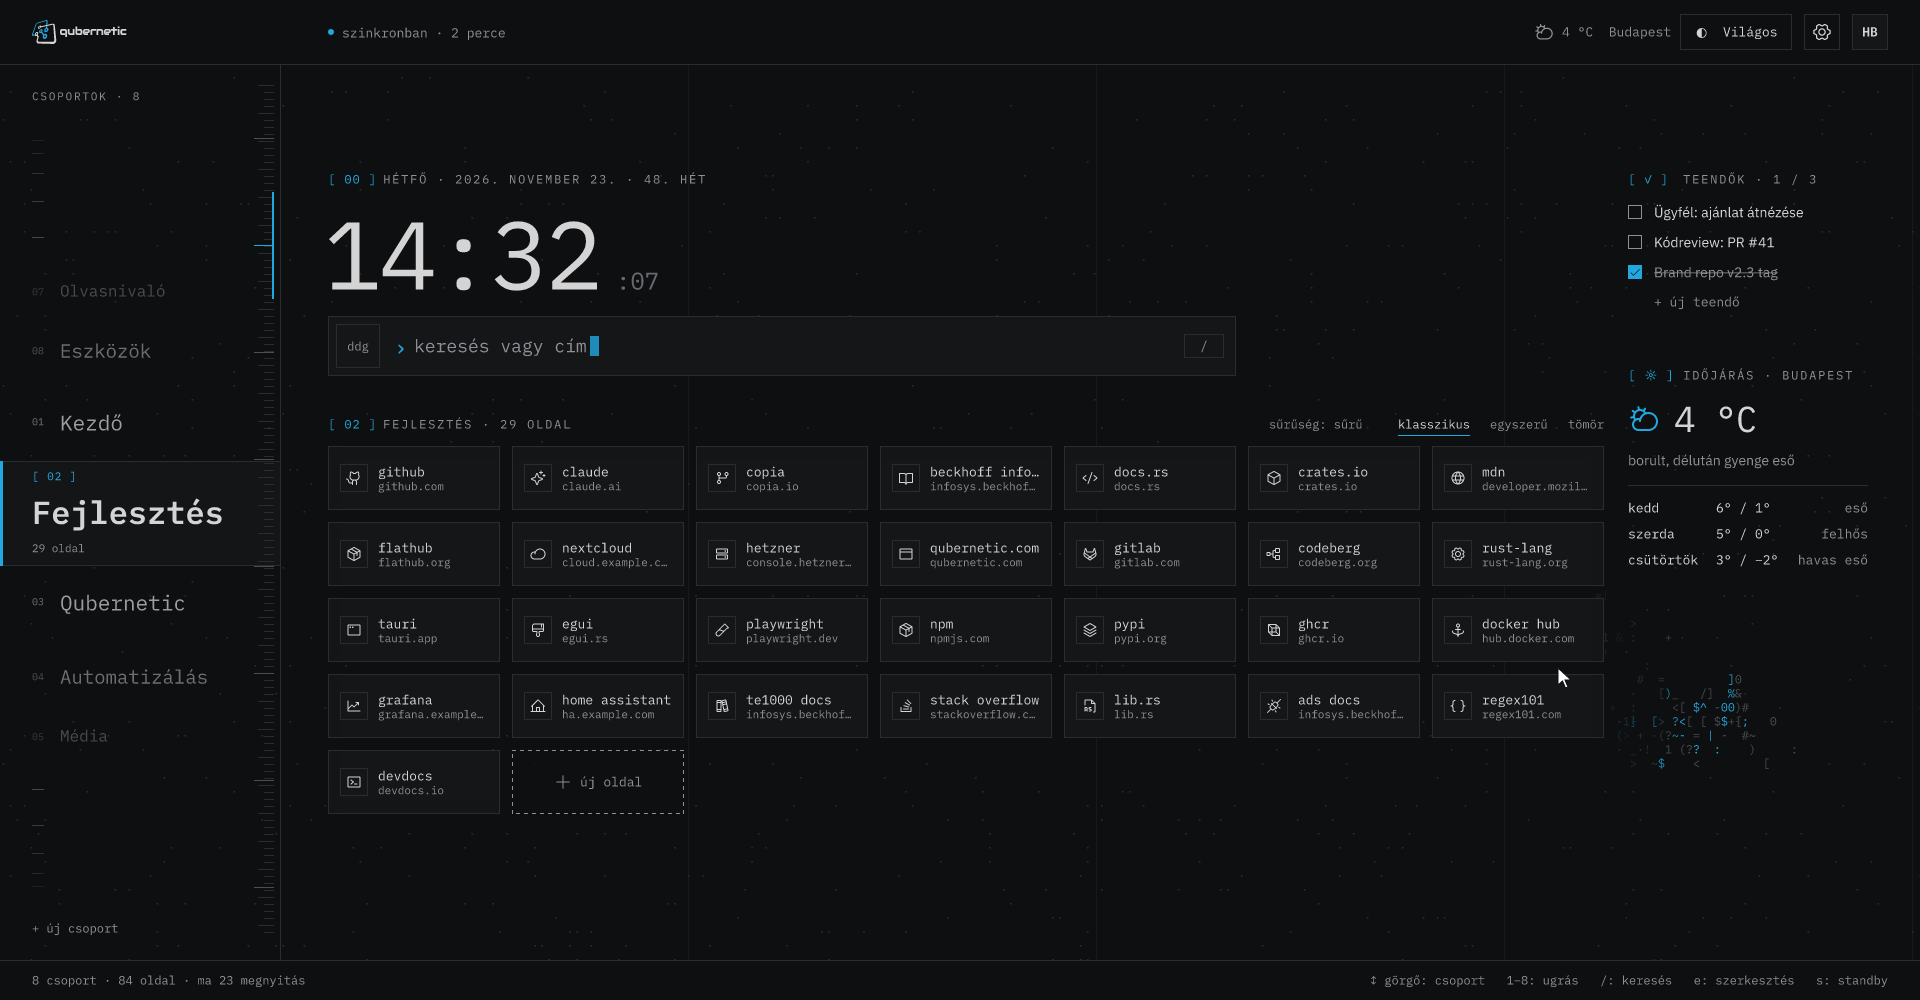 qubernetic
szinkronban · 2 perce
4 °C Budapest
Világos
HB
CSOPORTOK · 8
07 Olvasnivaló
08 Eszközök
01 Kezdő
[ 02 ]
Fejlesztés
29 oldal
03 Qubernetic
04 Automatizálás
05 Média
+ új csoport
[ 00 ] HÉTFŐ · 2026. NOVEMBER 23. · 48. HÉT
14:32 :07
ddg › keresés vagy cím /
[ 02 ] FEJLESZTÉS · 29 OLDAL
sűrűség: sűrű klasszikus egyszerű tömör
github
github.com
claude
claude.ai
copia
copia.io
beckhoff info…
infosys.beckhof…
docs.rs
docs.rs
crates.io
crates.io
mdn
developer.mozil…
flathub
flathub.org
nextcloud
cloud.example.c…
hetzner
console.hetzner…
qubernetic.com
qubernetic.com
gitlab
gitlab.com
codeberg
codeberg.org
rust-lang
rust-lang.org
tauri
tauri.app
egui
egui.rs
playwright
playwright.dev
npm
npmjs.com
pypi
pypi.org
ghcr
ghcr.io
docker hub
hub.docker.com
grafana
grafana.example…
home assistant
ha.example.com
te1000 docs
infosys.beckhof…
stack overflow
stackoverflow.c…
lib.rs
lib.rs
ads docs
infosys.beckhof…
regex101
regex101.com
devdocs
devdocs.io
+ új oldal
[ √ ] TEENDŐK · 1 / 3
Ügyfél: ajánlat átnézése
Kódreview: PR #41
Brand repo v2.3 tag
+ új teendő
[ ☼ ] IDŐJÁRÁS · BUDAPEST
4 °C
borult, délután gyenge eső
kedd 6° / 1° eső
szerda 5° / 0° felhős
csütörtök 3° / −2° havas eső
8 csoport · 84 oldal · ma 23 megnyitás
↕ görgő: csoport 1–8: ugrás /: keresés e: szerkesztés s: standby